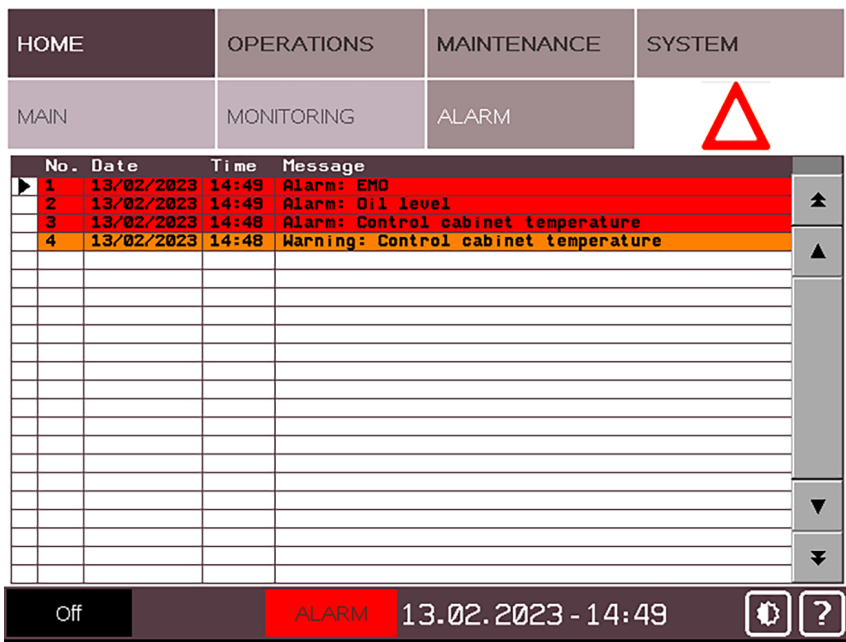 HOME OPERATIONS MAINTENANCE SYSTEM
MAIN MONITORING ALARM
No. Date Time Message
1 13/02/2023 14:49 Alarm: EMO
2 13/02/2023 14:49 Alarm: Oil level
3 13/02/2023 14:48 Alarm: Control cabinet temperature
4 13/02/2023 14:48 Warning: Control cabinet temperature
Off ALARM 13.02.2023-14:49 ?